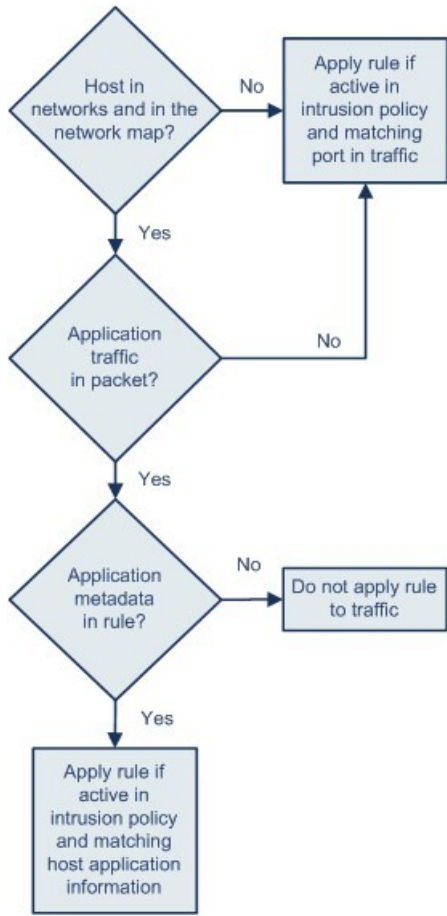 Host in
networks and in the
network map?
No
Apply rule if
active in
intrusion policy
and matching
port in traffic
Yes
Application
traffic
in packet?
No
Yes
Application
metadata
in rule?
No
Do not apply rule
to traffic
Yes
Apply rule if
active in
intrusion policy
and matching
host application
information